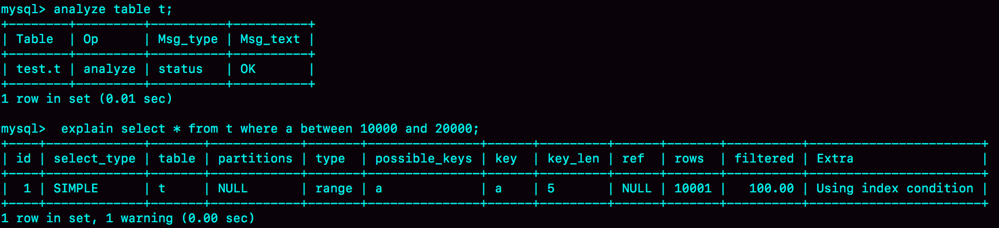 mysql> analyze table t;
+--------+---------+----------+----------+
| Table  | Op      | Msg_type | Msg_text |
+--------+---------+----------+----------+
| test.t | analyze | status   | OK       |
+--------+---------+----------+----------+
1 row in set (0.01 sec)

mysql>  explain select * from t where a between 10000 and 20000;
+----+-------------+-------+------------+-------+---------------+------+---------+------+-------+----------+-----------------------+
| id | select_type | table | partitions | type  | possible_keys | key  | key_len | ref  | rows  | filtered | Extra                 |
+----+-------------+-------+------------+-------+---------------+------+---------+------+-------+----------+-----------------------+
|  1 | SIMPLE      | t     | NULL       | range | a             | a    | 5       | NULL | 10001 |   100.00 | Using index condition |
+----+-------------+-------+------------+-------+---------------+------+---------+------+-------+----------+-----------------------+
1 row in set, 1 warning (0.00 sec)